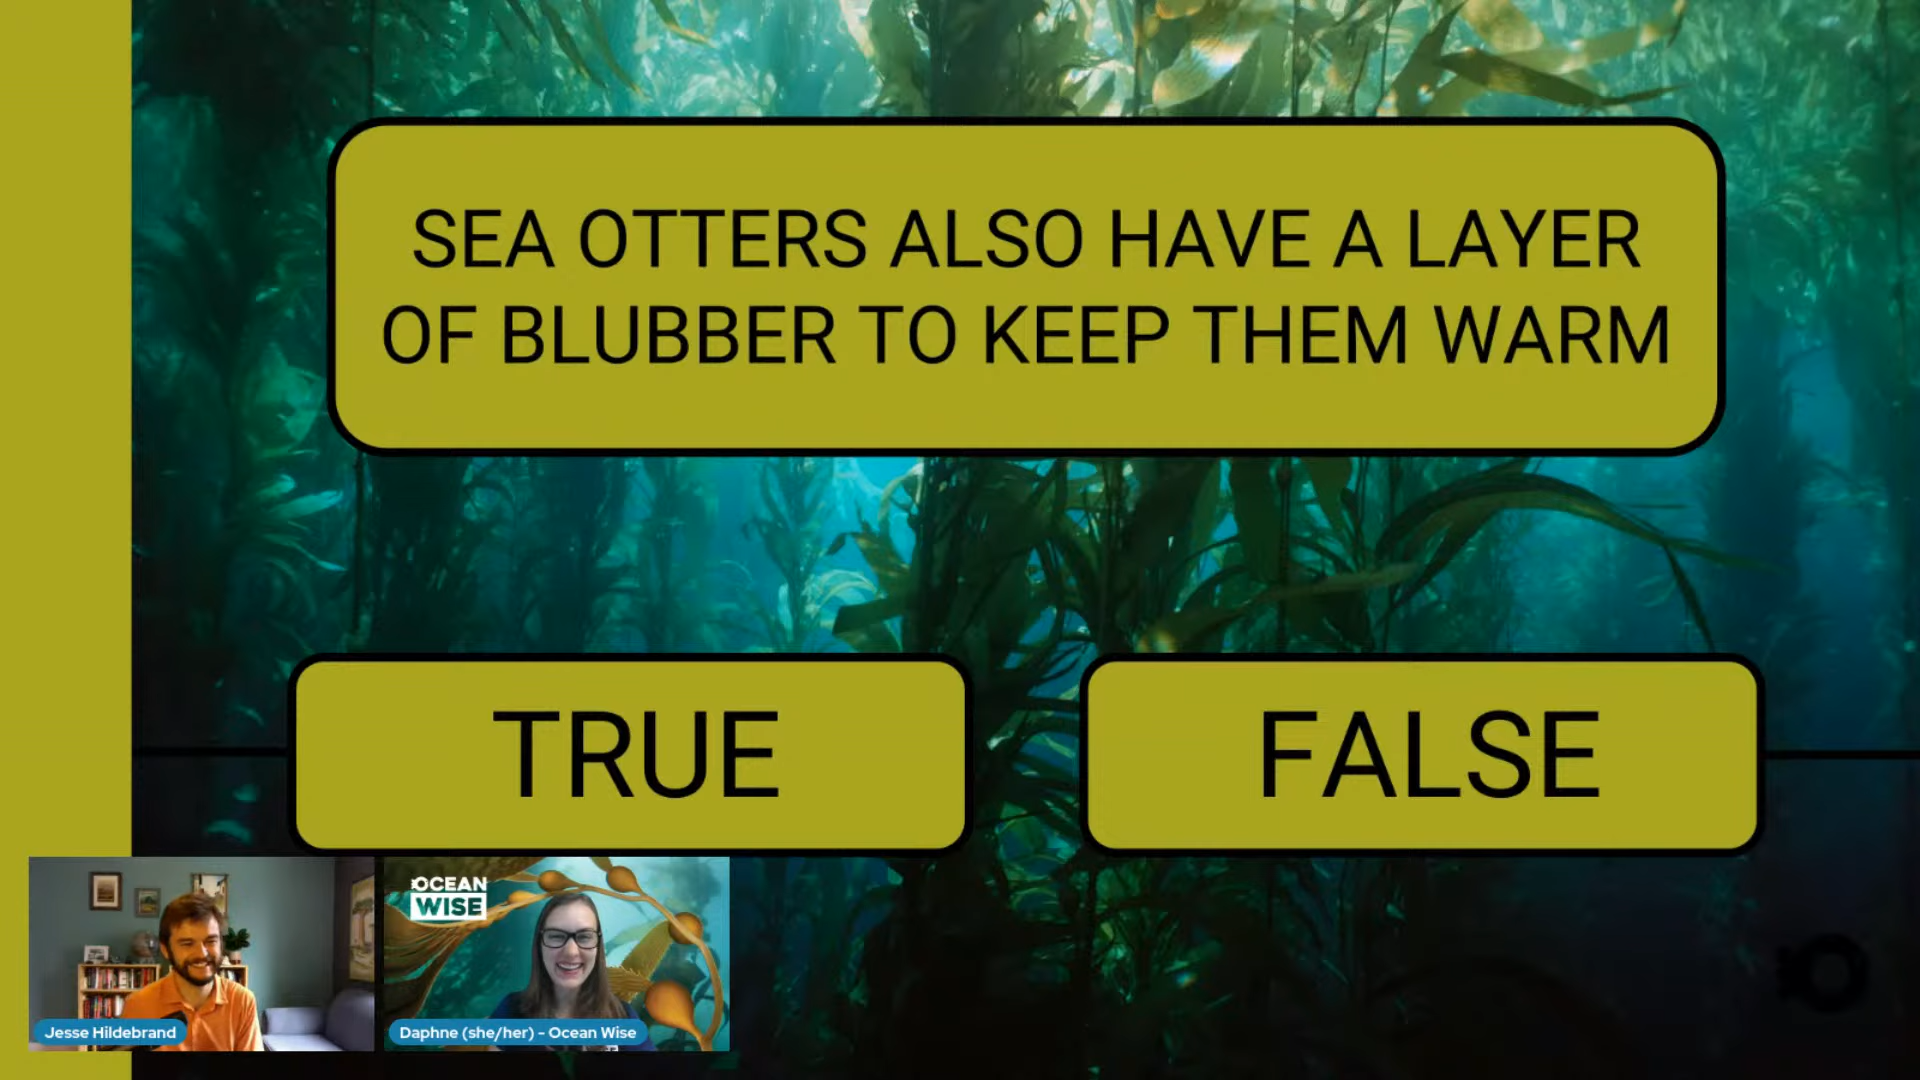 SEA OTTERS ALSO HAVE A LAYER
OF BLUBBER TO KEEP THEM WARM
TRUE
FALSE
OCEAN
WISE
Jesse Hildebrand
Daphne (she/her) - Ocean Wise